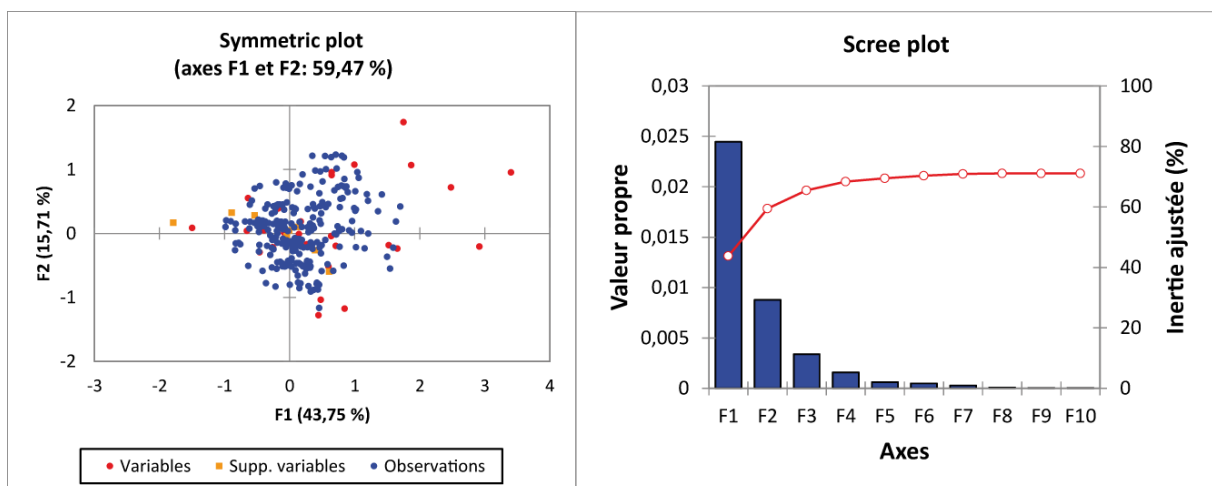 Symmetric plot
(axes F1 et F2: 59,47 %)
2
1
0
-1
-2
F2 (15,71 %)
-3 -2 -1 0 1 2 3 4
F1 (43,75 %)
Variables Supp. variables Observations
Scree plot
0,03
0,025
0,02
0,015
0,01
0,005
0
Valeur propre
100
80
60
40
20
0
Inertie ajustée (%)
F1 F2 F3 F4 F5 F6 F7 F8 F9 F10
Axes